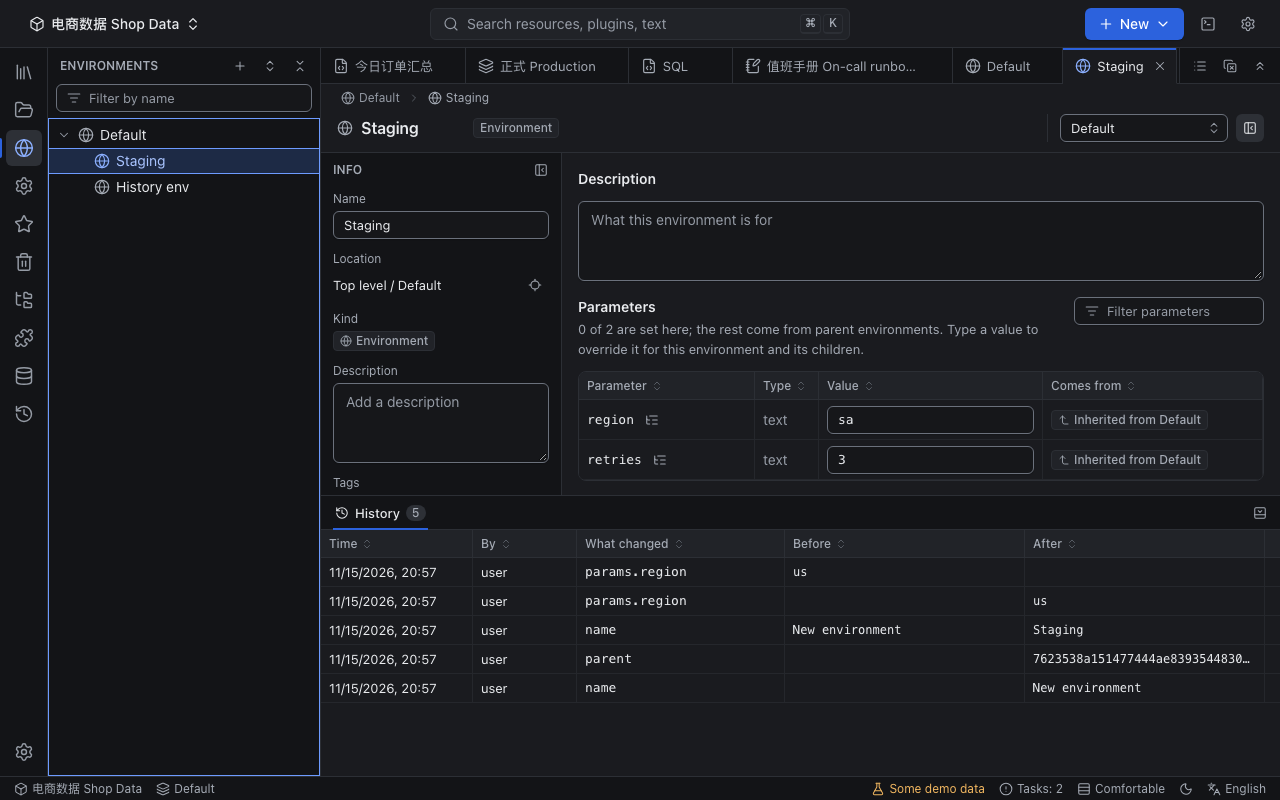 电商数据 Shop Data
Search resources, plugins, text
⌘ K
New
ENVIRONMENTS
今日订单汇总
正式 Production
SQL
值班手册 On-call runbo...
Default
Staging
Filter by name
Default
Staging
History env
Default
Staging
Staging
Environment
Default
INFO
Name
Staging
Location
Top level / Default
Kind
Environment
Description
Add a description
Tags
Description
What this environment is for
Parameters
0 of 2 are set here; the rest come from parent environments. Type a value to
override it for this environment and its children.
Filter parameters
Parameter Type Value Comes from
region text sa Inherited from Default
retries text 3 Inherited from Default
History 5
Time By What changed Before After
11/15/2026, 20:57 user params.region us
11/15/2026, 20:57 user params.region us
11/15/2026, 20:57 user name New environment Staging
11/15/2026, 20:57 user parent 7623538a151477444ae8393544830...
11/15/2026, 20:57 user name New environment
电商数据 Shop Data
Default
Some demo data
Tasks: 2
Comfortable
English